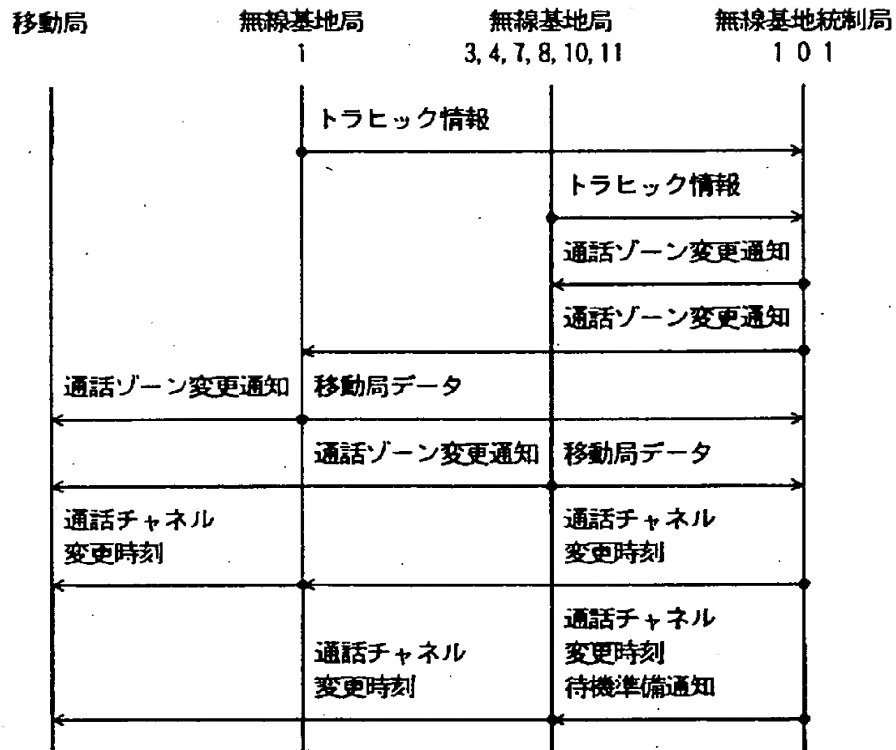 移動局
無線基地局
1
無線基地局
3, 4, 7, 8, 10, 11
無線基地統制局
1 0 1
トラヒック情報
トラヒック情報
通話ゾーン変更通知
通話ゾーン変更通知
通話ゾーン変更通知
移動局データ
通話ゾーン変更通知
移動局データ
通話チャネル
変更時刻
通話チャネル
変更時刻
通話チャネル
変更時刻
通話チャネル
変更時刻
待機準備通知